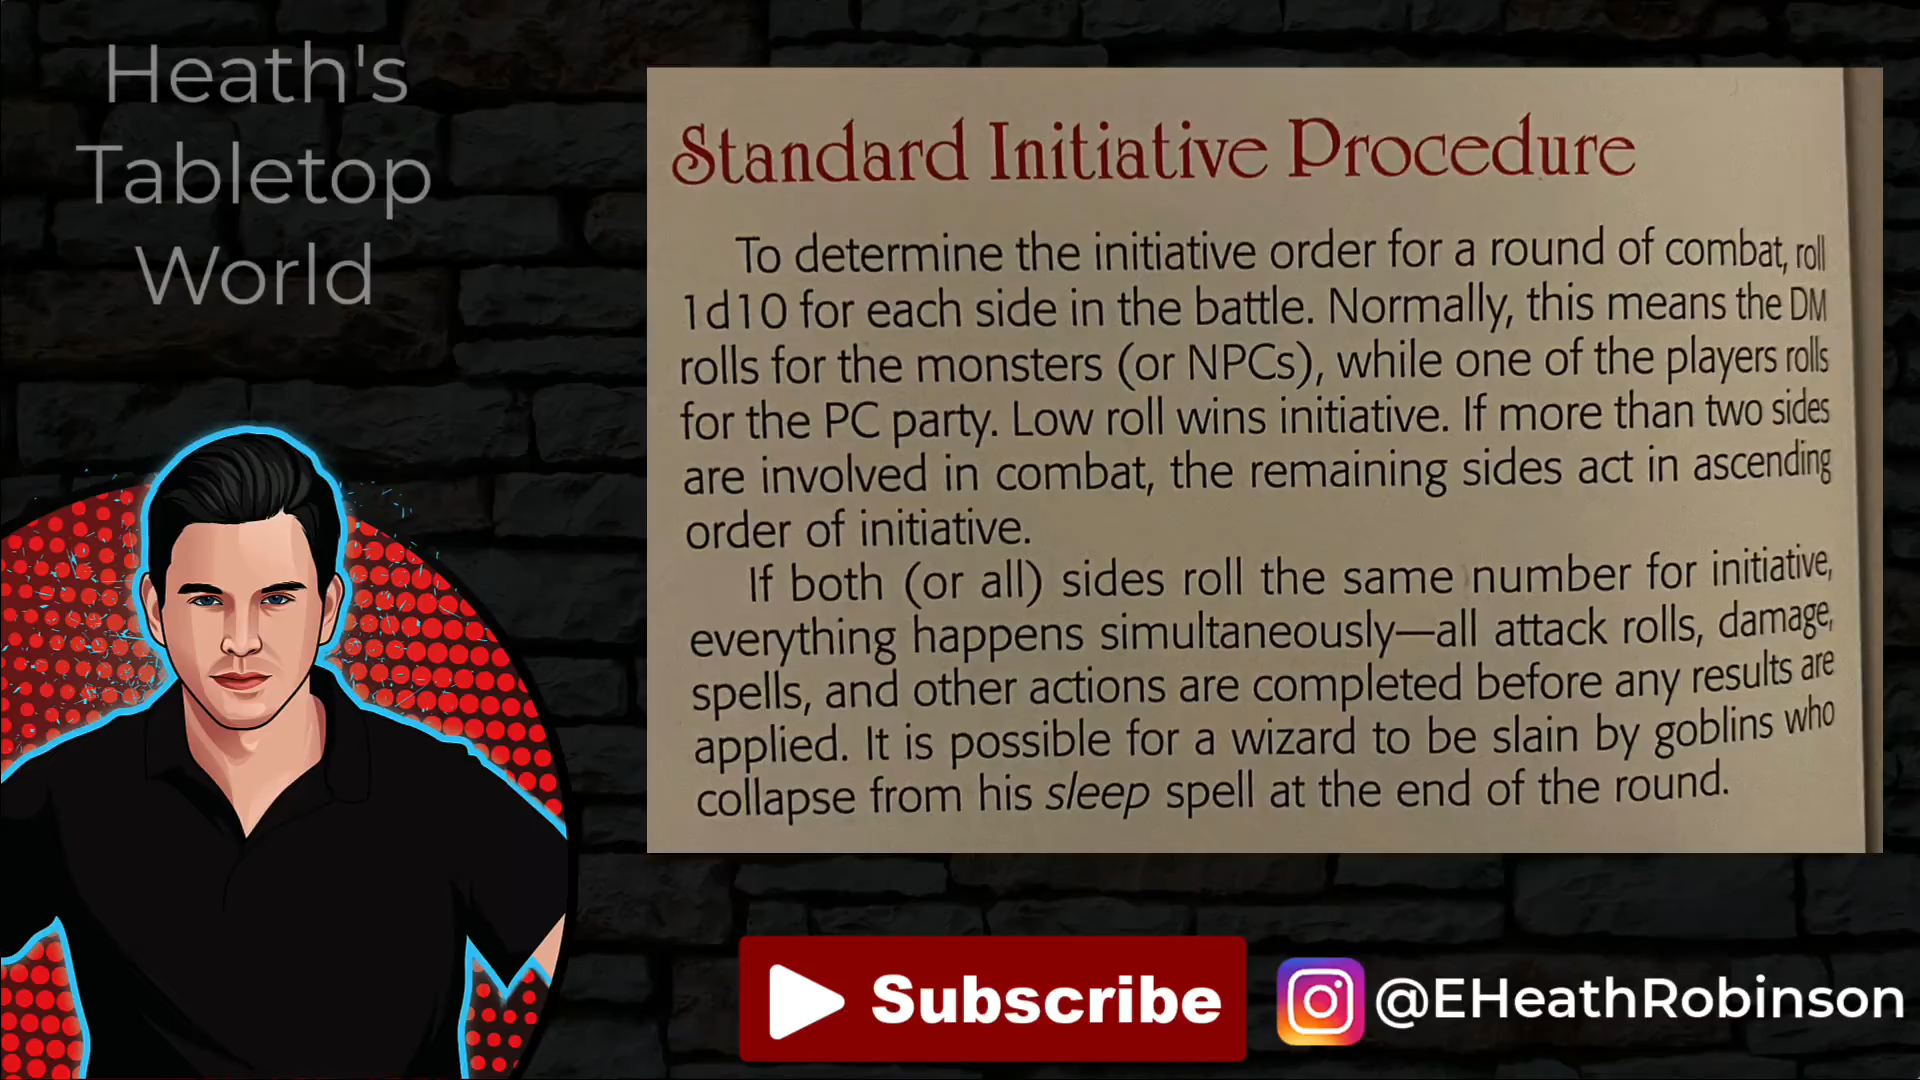 Heath's
Tabletop
World
Standard Initiative Procedure
To determine the initiative order for a round of combat, roll
1d10 for each side in the battle. Normally, this means the DM
rolls for the monsters (or NPCs), while one of the players rolls
for the PC party. Low roll wins initiative. If more than two sides
are involved in combat, the remaining sides act in ascending
order of initiative.
If both (or all) sides roll the same number for initiative,
everything happens simultaneously—all attack rolls, damage,
spells, and other actions are completed before any results are
applied. It is possible for a wizard to be slain by goblins who
collapse from his sleep spell at the end of the round.
Subscribe
@EHeathRobinson